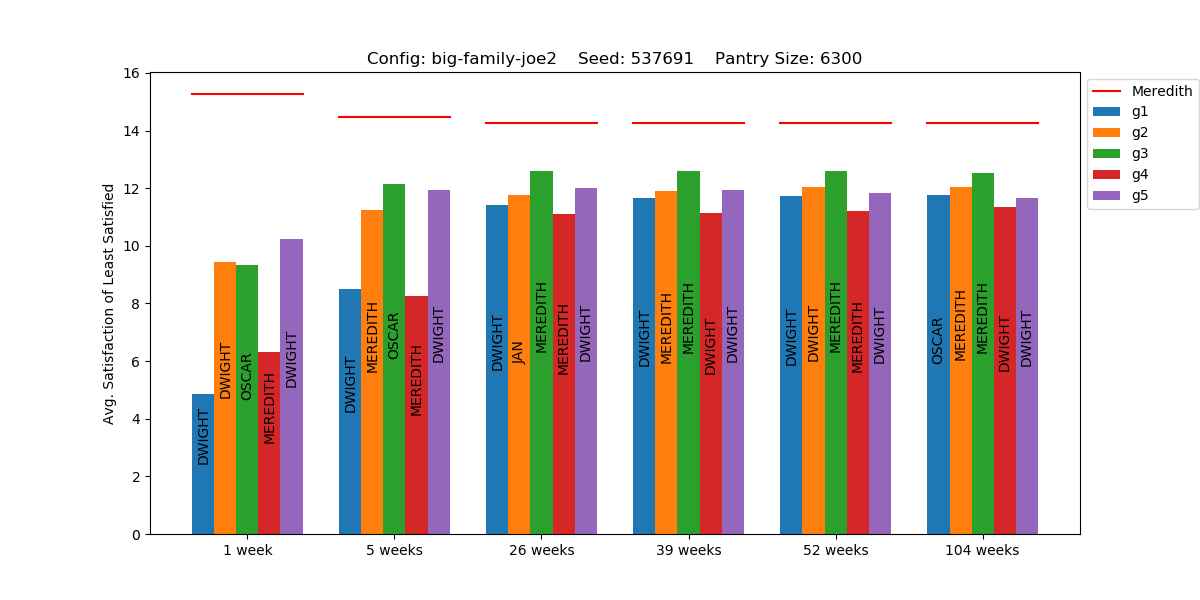 Config: big-family-joe2    Seed: 537691    Pantry Size: 6300
Avg. Satisfaction of Least Satisfied
16
14
12
10
8
6
4
2
0
DWIGHT
DWIGHT
OSCAR
MEREDITH
DWIGHT
DWIGHT
MEREDITH
OSCAR
MEREDITH
DWIGHT
DWIGHT
JAN
MEREDITH
MEREDITH
DWIGHT
DWIGHT
MEREDITH
MEREDITH
DWIGHT
DWIGHT
DWIGHT
DWIGHT
MEREDITH
MEREDITH
DWIGHT
OSCAR
MEREDITH
MEREDITH
DWIGHT
DWIGHT
1 week
5 weeks
26 weeks
39 weeks
52 weeks
104 weeks
Meredith
g1
g2
g3
g4
g5